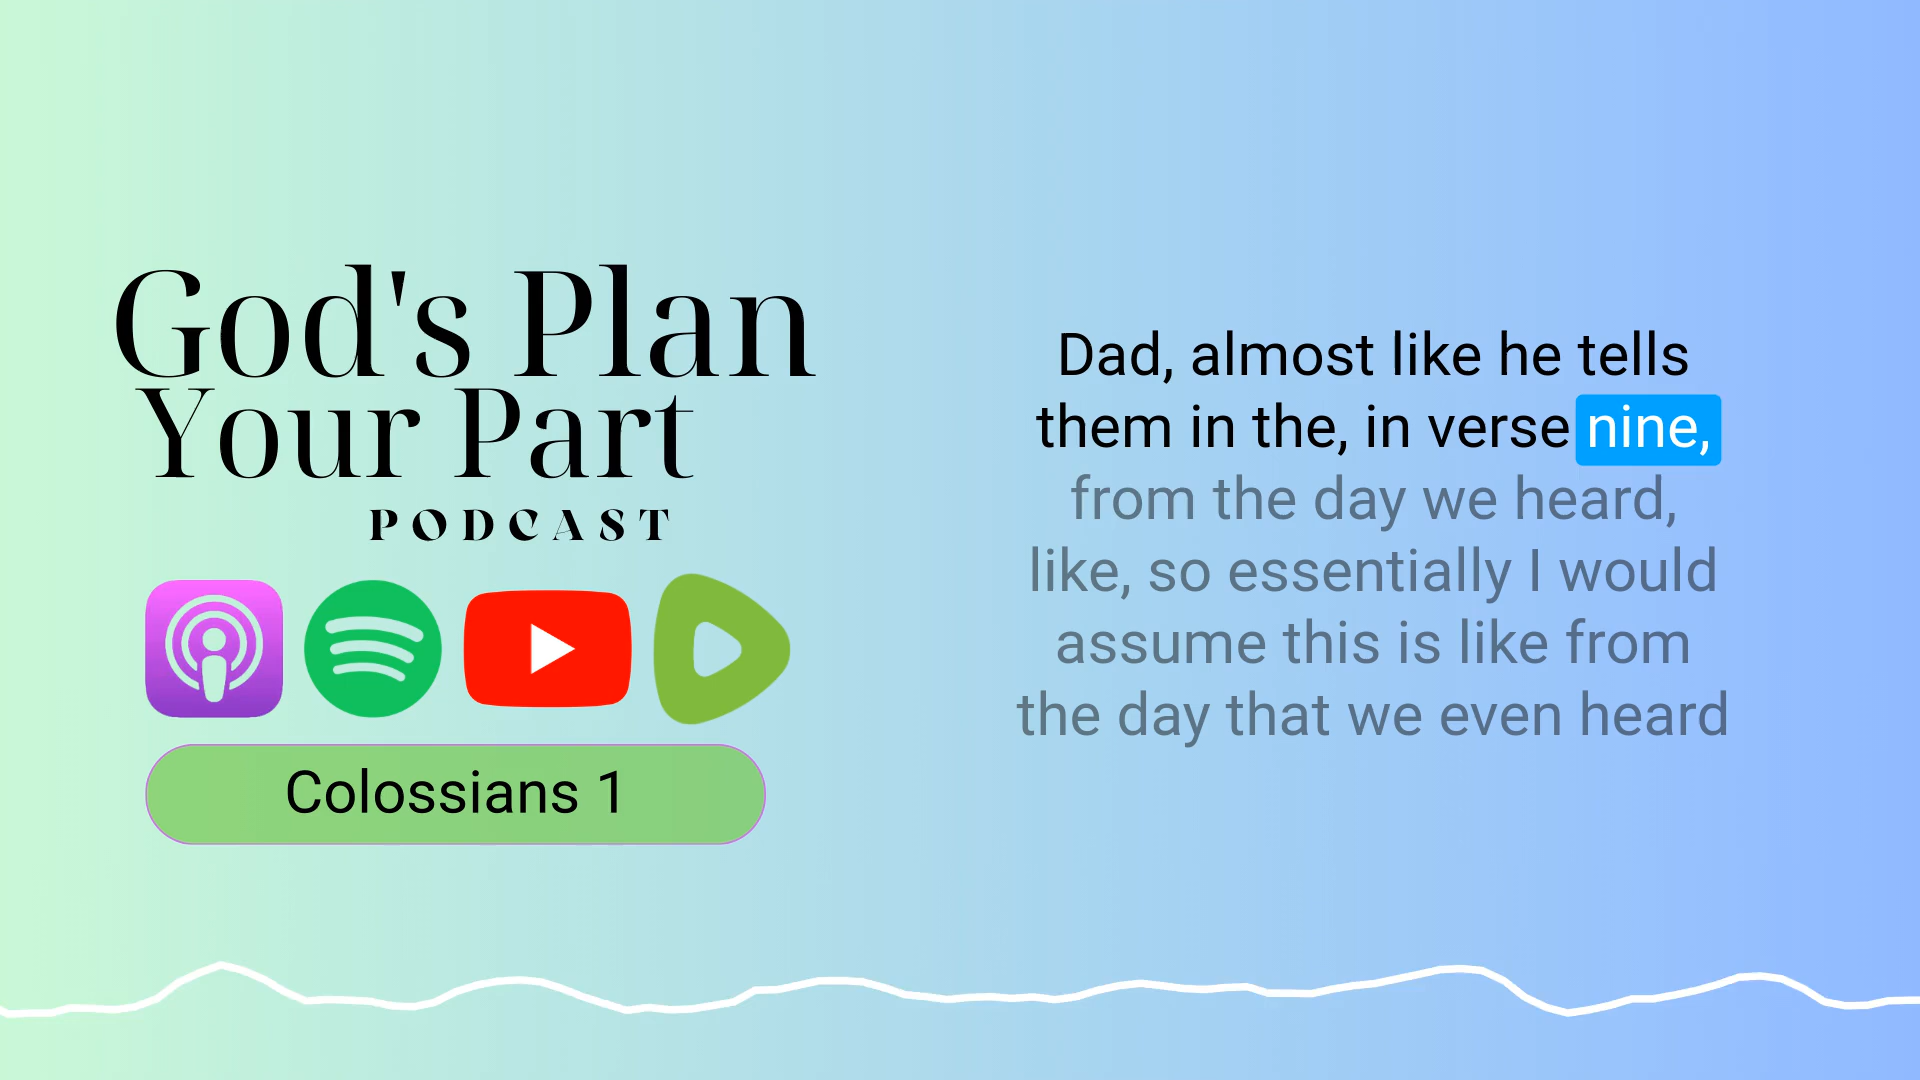 God's Plan
Your Part
PODCAST
Colossians 1
Dad, almost like he tells
them in the, in verse nine,
from the day we heard,
like, so essentially I would
assume this is like from
the day that we even heard